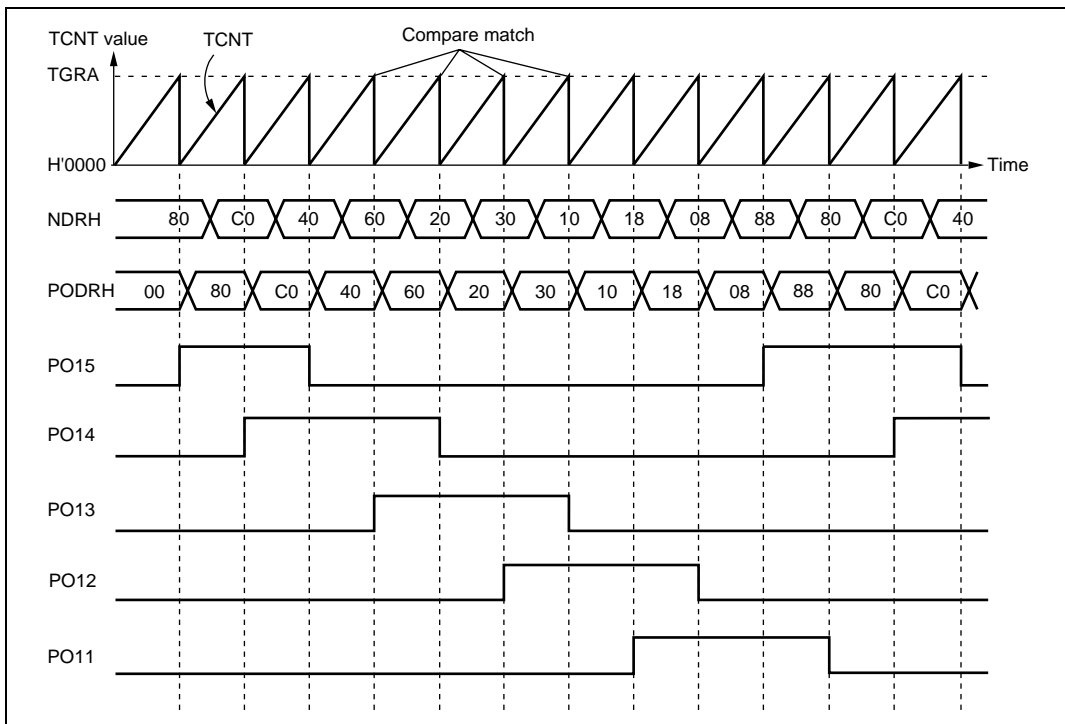 TCNT value
TCNT
Compare match
TGRA
H'0000
Time
NDRH 80 C0 40 60 20 30 10 18 08 88 80 C0 40
PODRH 00 80 C0 40 60 20 30 10 18 08 88 80 C0
PO15
PO14
PO13
PO12
PO11